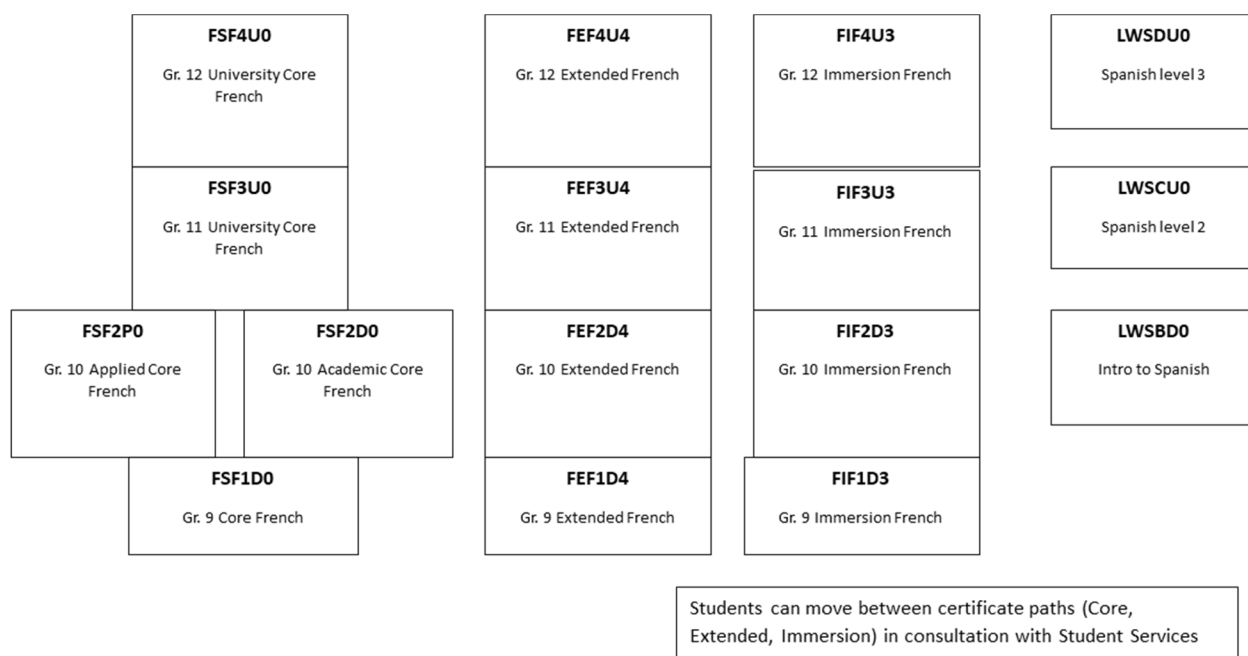 FSF4U0
Gr. 12 University Core
French
FEF4U4
Gr. 12 Extended French
FIF4U3
Gr. 12 Immersion French
LWSDU0
Spanish level 3
FSF3U0
Gr. 11 University Core
French
FEF3U4
Gr. 11 Extended French
FIF3U3
Gr. 11 Immersion French
LWSCU0
Spanish level 2
FSF2P0
Gr. 10 Applied Core
French
FSF2D0
Gr. 10 Academic Core
French
FEF2D4
Gr. 10 Extended French
FIF2D3
Gr. 10 Immersion French
LWSBD0
Intro to Spanish
FSF1D0
Gr. 9 Core French
FEF1D4
Gr. 9 Extended French
FIF1D3
Gr. 9 Immersion French
Students can move between certificate paths (Core,
Extended, Immersion) in consultation with Student Services